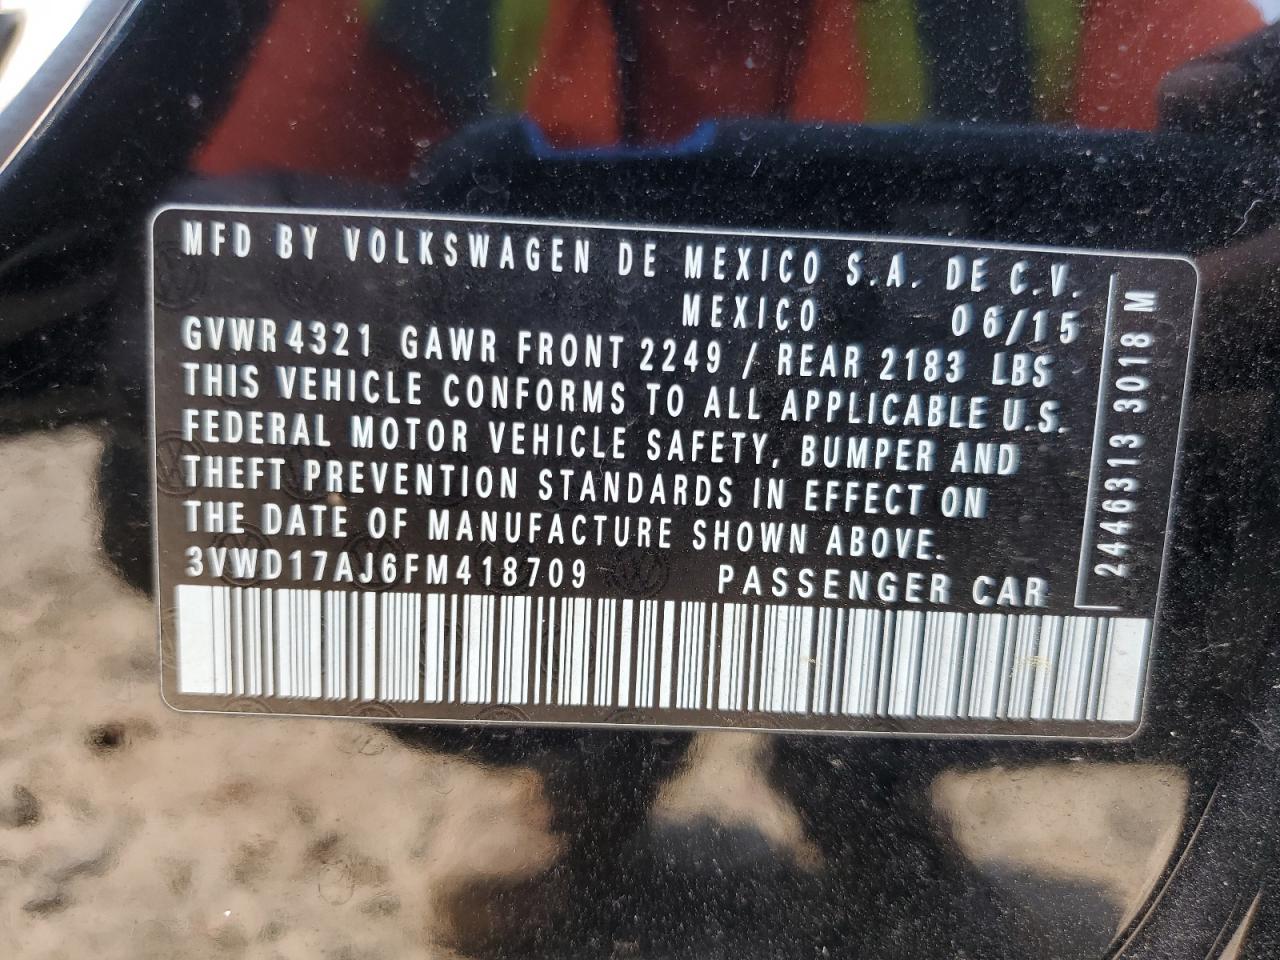 MFD BY VOLKSWAGEN DE MEXICO S.A. DE C.V.
MEXICO 06/15
GVWR 4321 GAWR FRONT 2249 / REAR 2183 LBS
THIS VEHICLE CONFORMS TO ALL APPLICABLE U.S.
FEDERAL MOTOR VEHICLE SAFETY, BUMPER AND
THEFT PREVENTION STANDARDS IN EFFECT ON
THE DATE OF MANUFACTURE SHOWN ABOVE.
3VWD17AJ6FM418709 PASSENGER CAR
2446313 3018 M